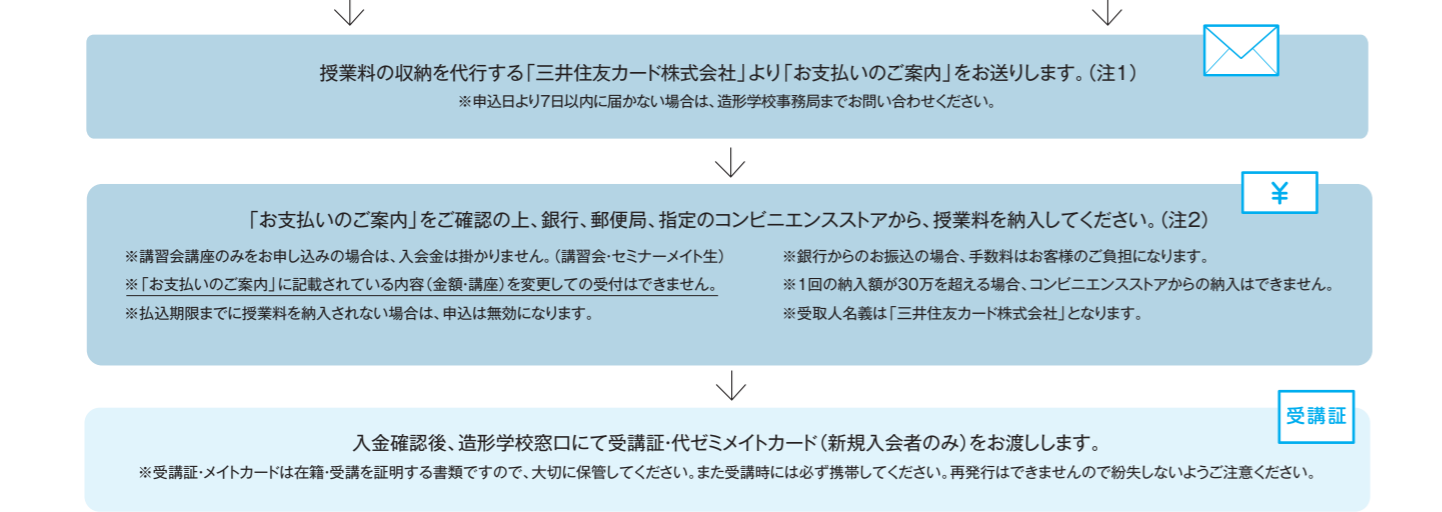 授業料の収納を代行する「三井住友カード株式会社」より「お支払いのご案内」をお送りします。(注1)
※申込日より7日以内に届かない場合は、造形学校事務局までお問い合わせください。
¥
「お支払いのご案内」をご確認の上、銀行、郵便局、指定のコンビニエンスストアから、授業料を納入してください。(注2)
※講習会講座のみをお申し込みの場合は、入会金は掛かりません。(講習会・セミナーメイト生)
※「お支払いのご案内」に記載されている内容(金額・講座)を変更しての受付はできません。
※払込期限までに授業料を納入されない場合は、申込は無効になります。
※銀行からのお振込の場合、手数料はお客様のご負担になります。
※1回の納入額が30万を超える場合、コンビニエンスストアからの納入はできません。
※受取人名義は「三井住友カード株式会社」となります。
受講証
入金確認後、造形学校窓口にて受講証・代ゼミメイトカード(新規入会者のみ)をお渡しします。
※受講証・メイトカードは在籍・受講を証明する書類ですので、大切に保管してください。また受講時には必ず携帯してください。再発行はできませんので紛失しないようご注意ください。